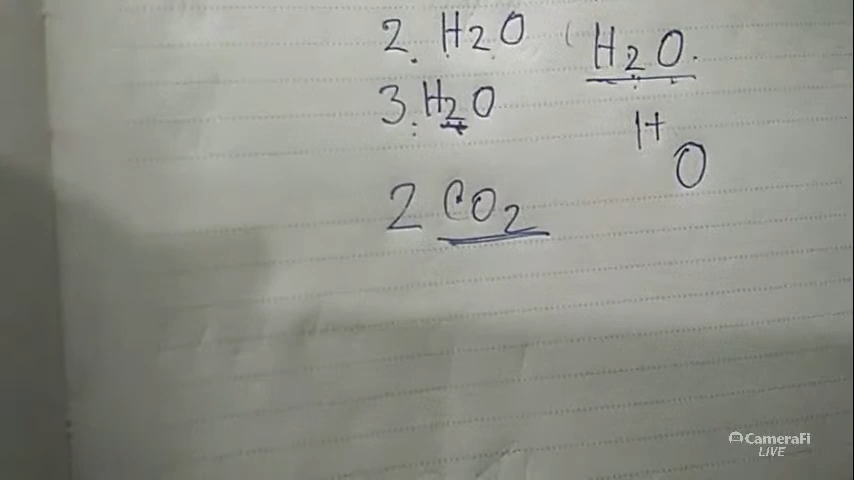 2. H2O
H2O.
3. H2O
H
O
2 CO2
CameraFi
LIVE